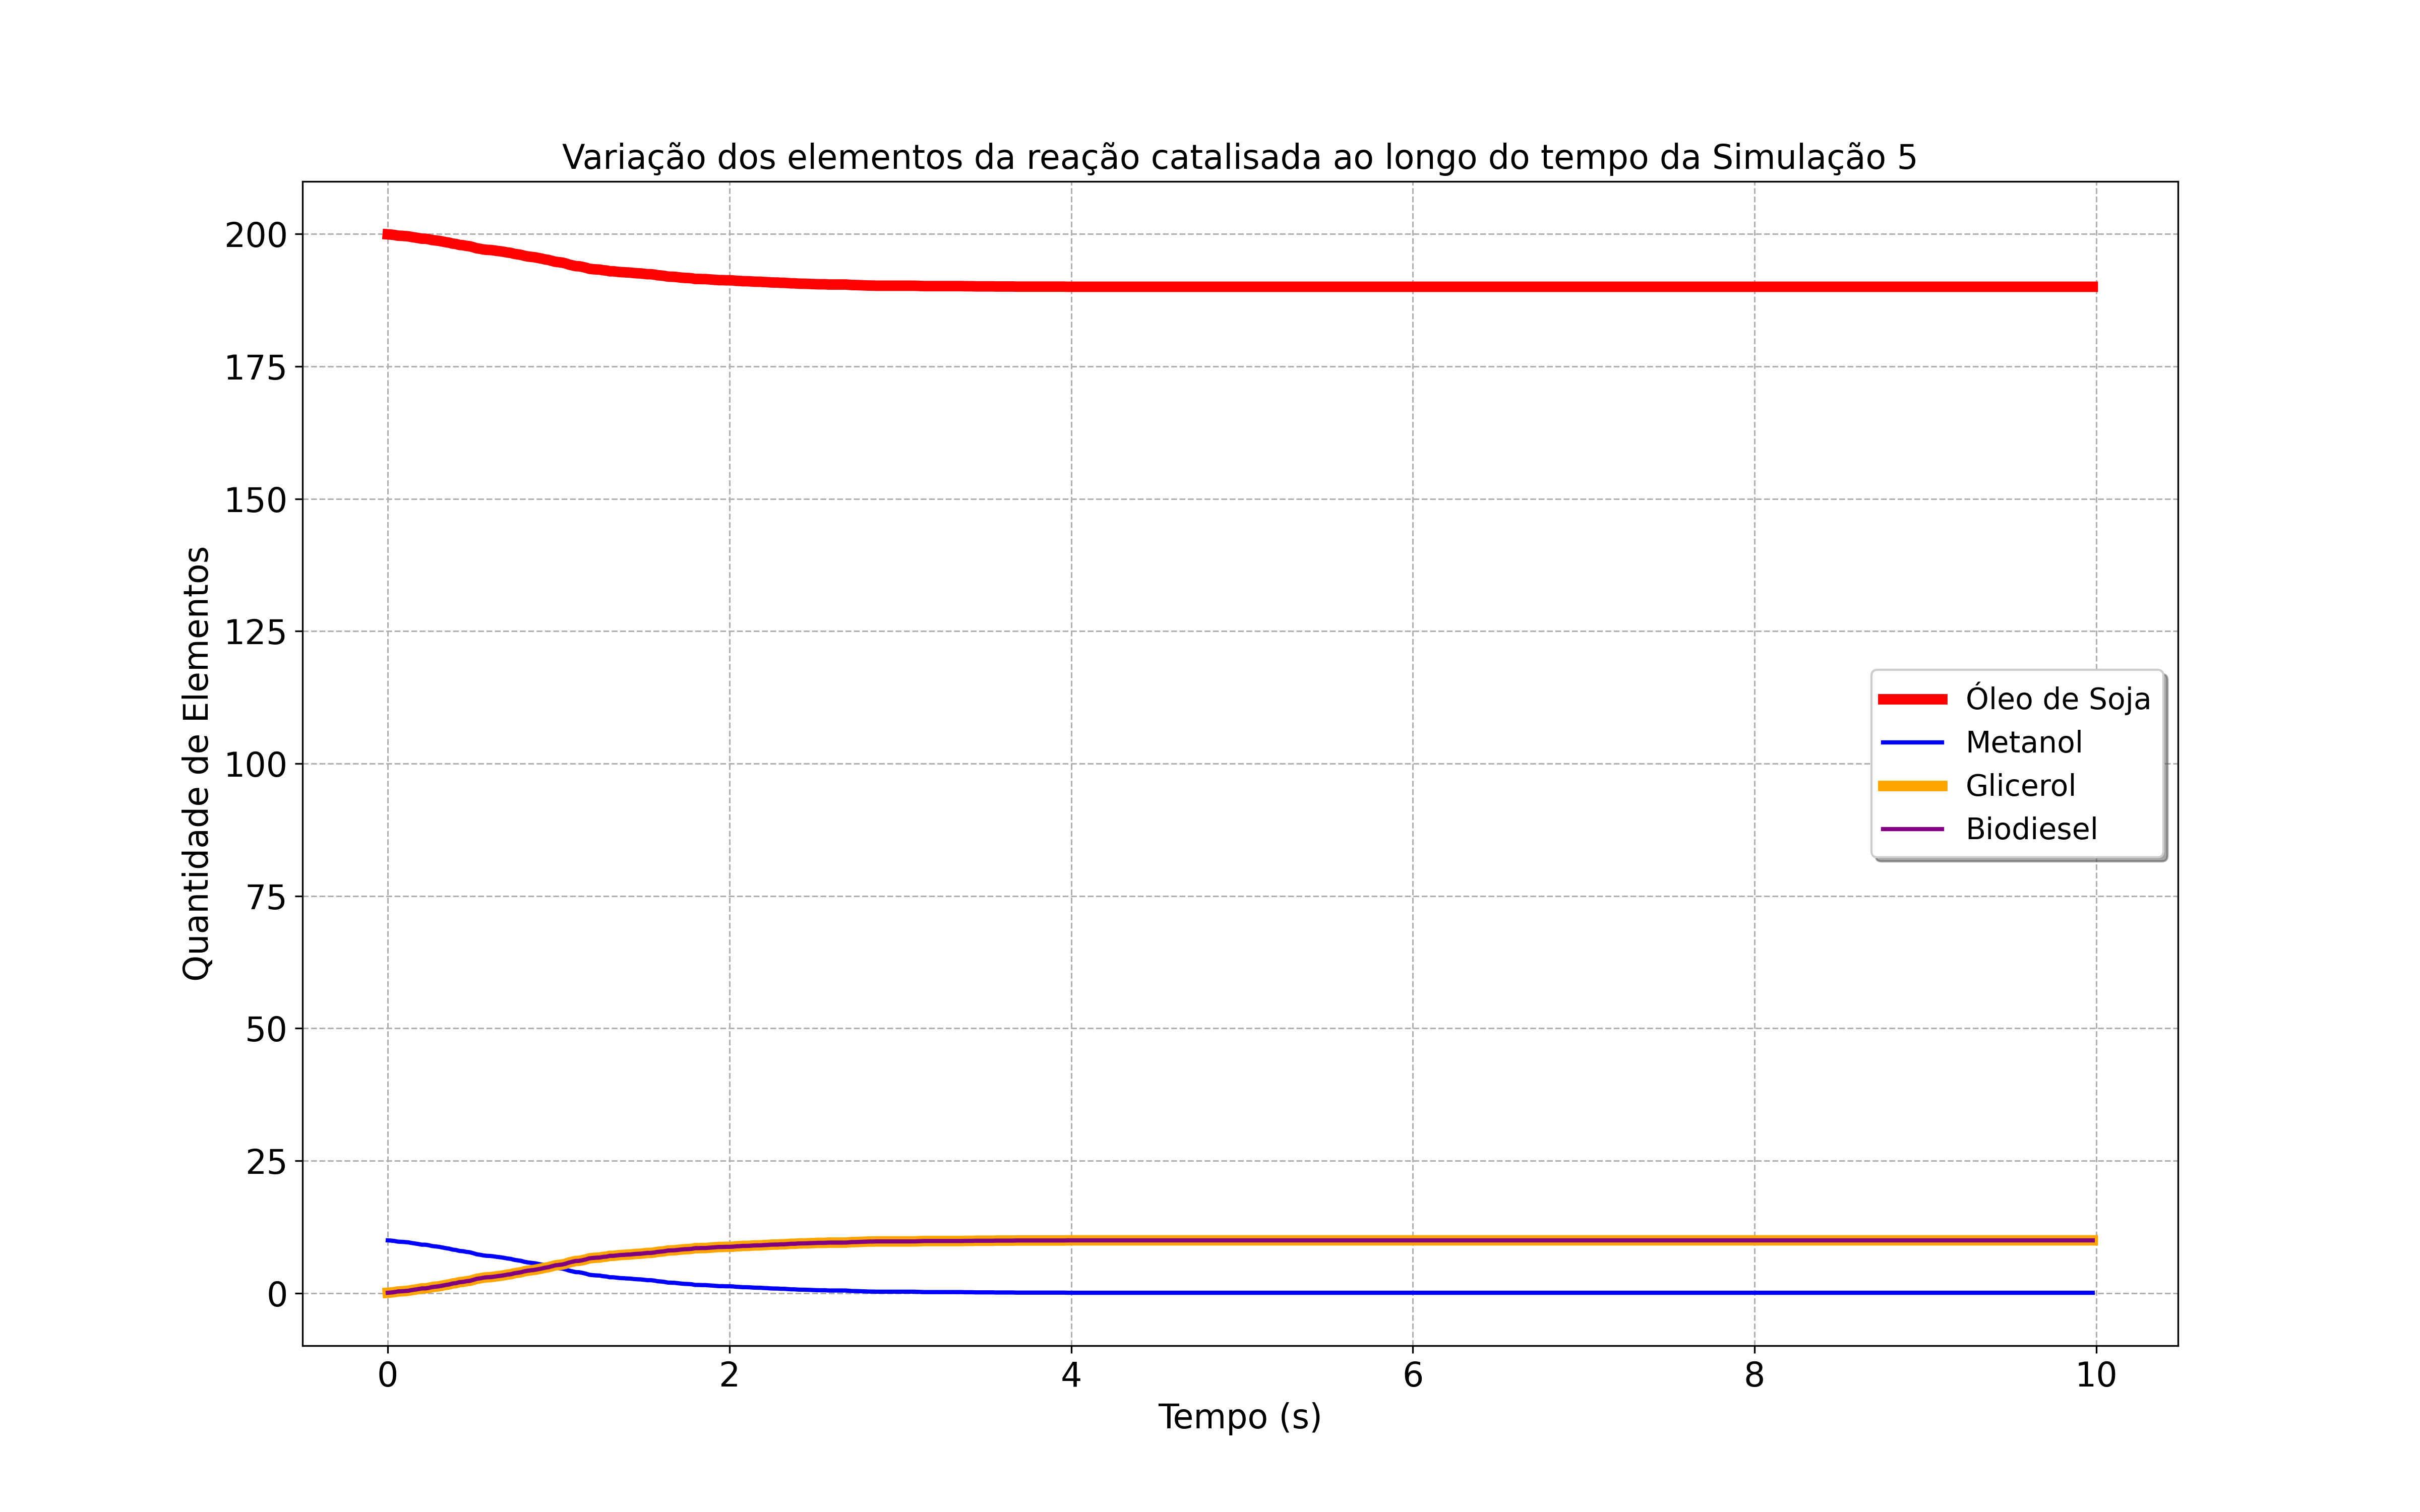 Variação dos elementos da reação catalisada ao longo do tempo da Simulação 5
Quantidade de Elementos
200
175
150
125
100
75
50
25
0
Óleo de Soja
Metanol
Glicerol
Biodiesel
0 2 4 6 8 10
Tempo (s)